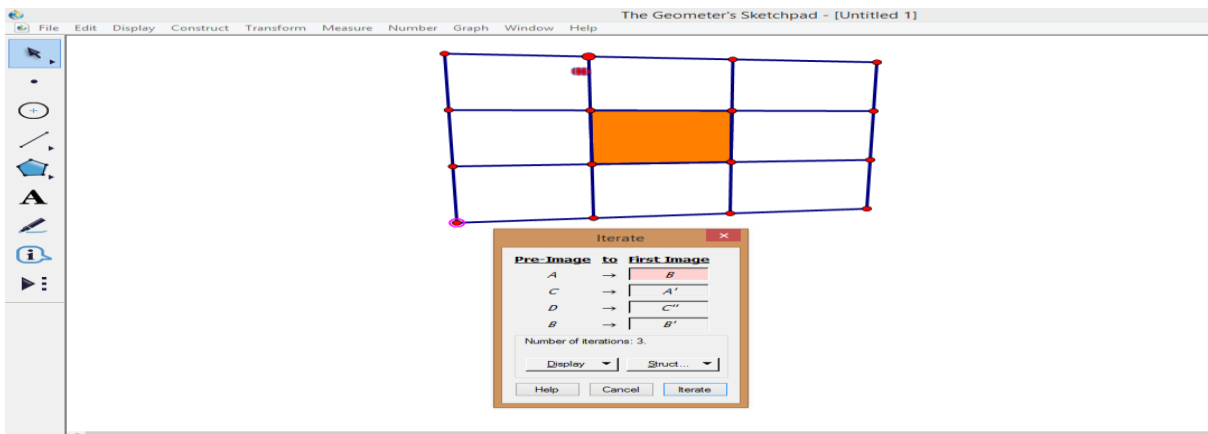 The Geometer's Sketchpad - [Untitled 1]
File Edit Display Construct Transform Measure Number Graph Window Help
A
i
Iterate
×
Pre-Image to First Image
A → B
C → A'
D → C''
B → B'
Number of iterations: 3.
Display Struct...
Help Cancel Iterate